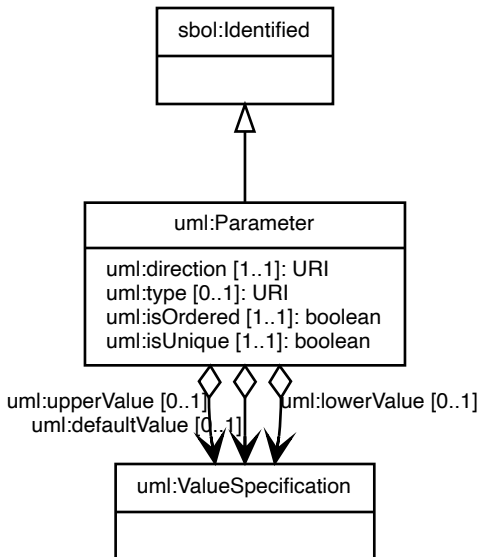 sbol:Identified
uml:Parameter
uml:direction [1..1]: URI
uml:type [0..1]: URI
uml:isOrdered [1..1]: boolean
uml:isUnique [1..1]: boolean
uml:upperValue [0..1]
uml:lowerValue [0..1]
uml:defaultValue [0..1]
uml:ValueSpecification